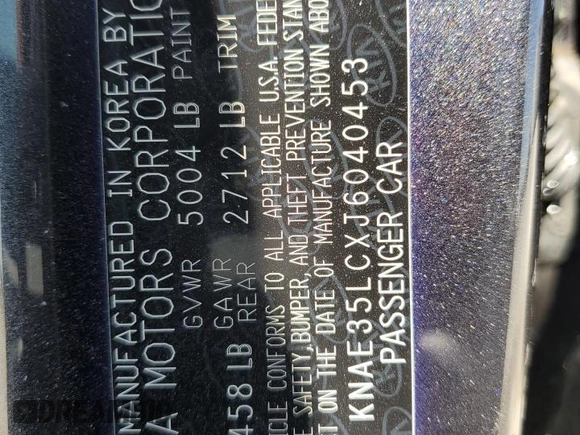 MANUFACTURED IN KOREA BY
A MOTORS CORPORATIO
GVWR 5004 LB PAINT
GAWR
458 LB REAR 2712 LB TRIM
ICLE CONFORMS TO ALL APPLICABLE U.S.A. FEDE
E SAFETY, BUMPER, AND THEFT PREVENTION STAN
T ON THE DATE OF MANUFACTURE SHOWN ABO
KNAE35LCXJ6040453
PASSENGER CAR